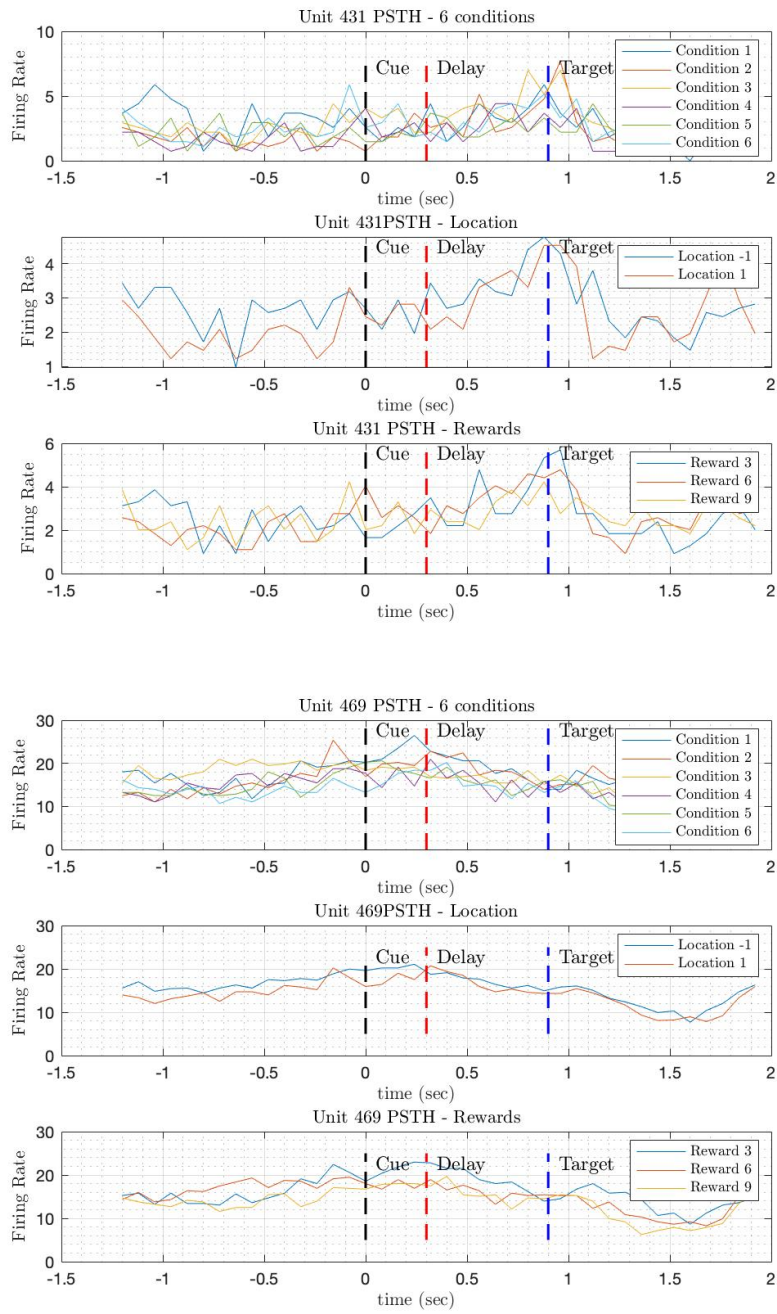 Unit 431 PSTH - 6 conditions
10
5
0
Firing Rate
Cue
Delay
Target
Condition 1
Condition 2
Condition 3
Condition 4
Condition 5
Condition 6
-1.5 -1 -0.5 0 0.5 1 1.5 2
time (sec)
Unit 431PSTH - Location
4
3
2
1
Firing Rate
Cue
Delay
Target
Location -1
Location 1
-1.5 -1 -0.5 0 0.5 1 1.5 2
time (sec)
Unit 431 PSTH - Rewards
6
4
2
0
Firing Rate
Cue
Delay
Target
Reward 3
Reward 6
Reward 9
-1.5 -1 -0.5 0 0.5 1 1.5 2
time (sec)
Unit 469 PSTH - 6 conditions
30
20
10
0
Firing Rate
Cue
Delay
Target
Condition 1
Condition 2
Condition 3
Condition 4
Condition 5
Condition 6
-1.5 -1 -0.5 0 0.5 1 1.5 2
time (sec)
Unit 469PSTH - Location
30
20
10
0
Firing Rate
Cue
Delay
Target
Location -1
Location 1
-1.5 -1 -0.5 0 0.5 1 1.5 2
time (sec)
Unit 469 PSTH - Rewards
30
20
10
0
Firing Rate
Cue
Delay
Target
Reward 3
Reward 6
Reward 9
-1.5 -1 -0.5 0 0.5 1 1.5 2
time (sec)